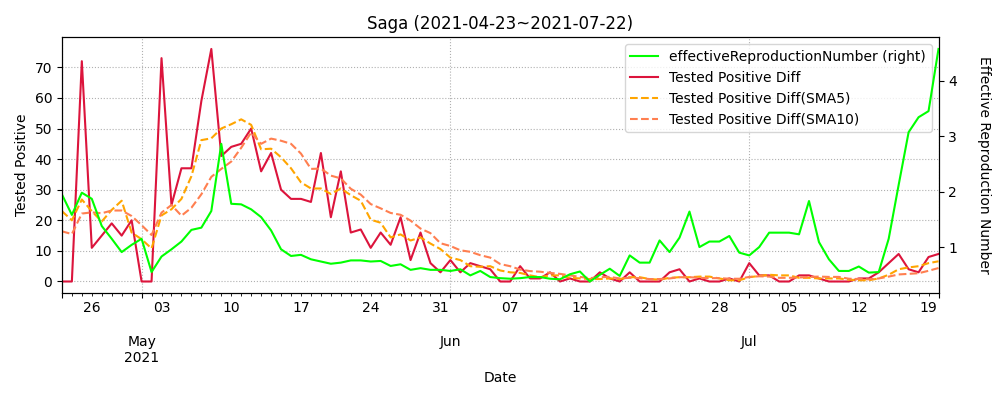 Saga (2021-04-23~2021-07-22)
effectiveReproductionNumber (right)
Tested Positive Diff
Tested Positive Diff(SMA5)
Tested Positive Diff(SMA10)
Tested Positive
70
60
50
40
30
20
10
0
Effective Reproduction Number
4
3
2
1
26 03 10 17 24 31 07 14 21 28 05 12 19
May Jun Jul
2021
Date